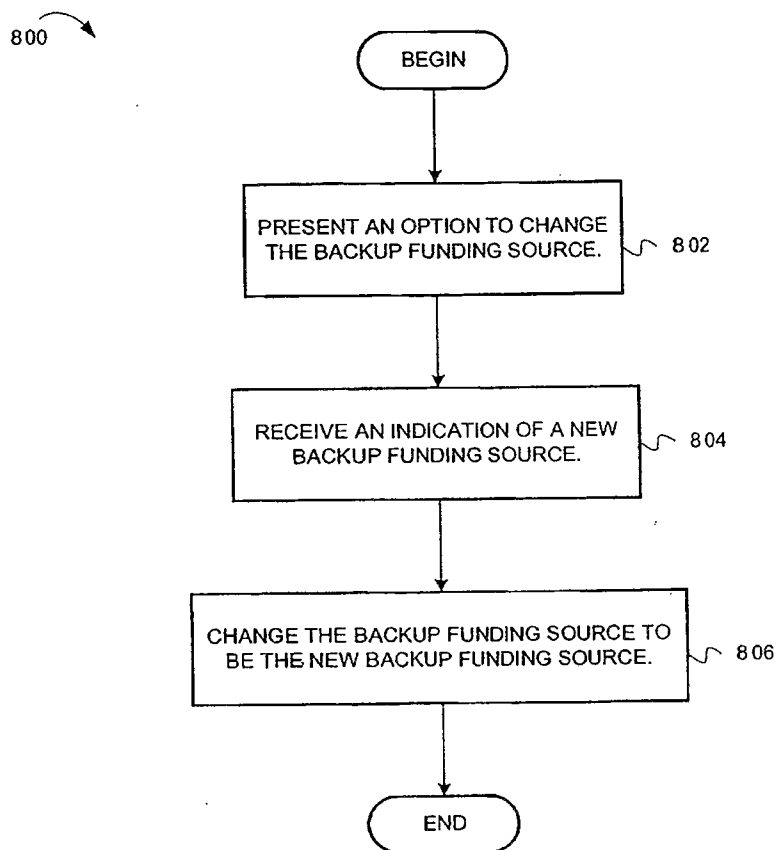 800
BEGIN
PRESENT AN OPTION TO CHANGE
THE BACKUP FUNDING SOURCE.
802
RECEIVE AN INDICATION OF A NEW
BACKUP FUNDING SOURCE.
804
CHANGE THE BACKUP FUNDING SOURCE TO
BE THE NEW BACKUP FUNDING SOURCE.
806
END